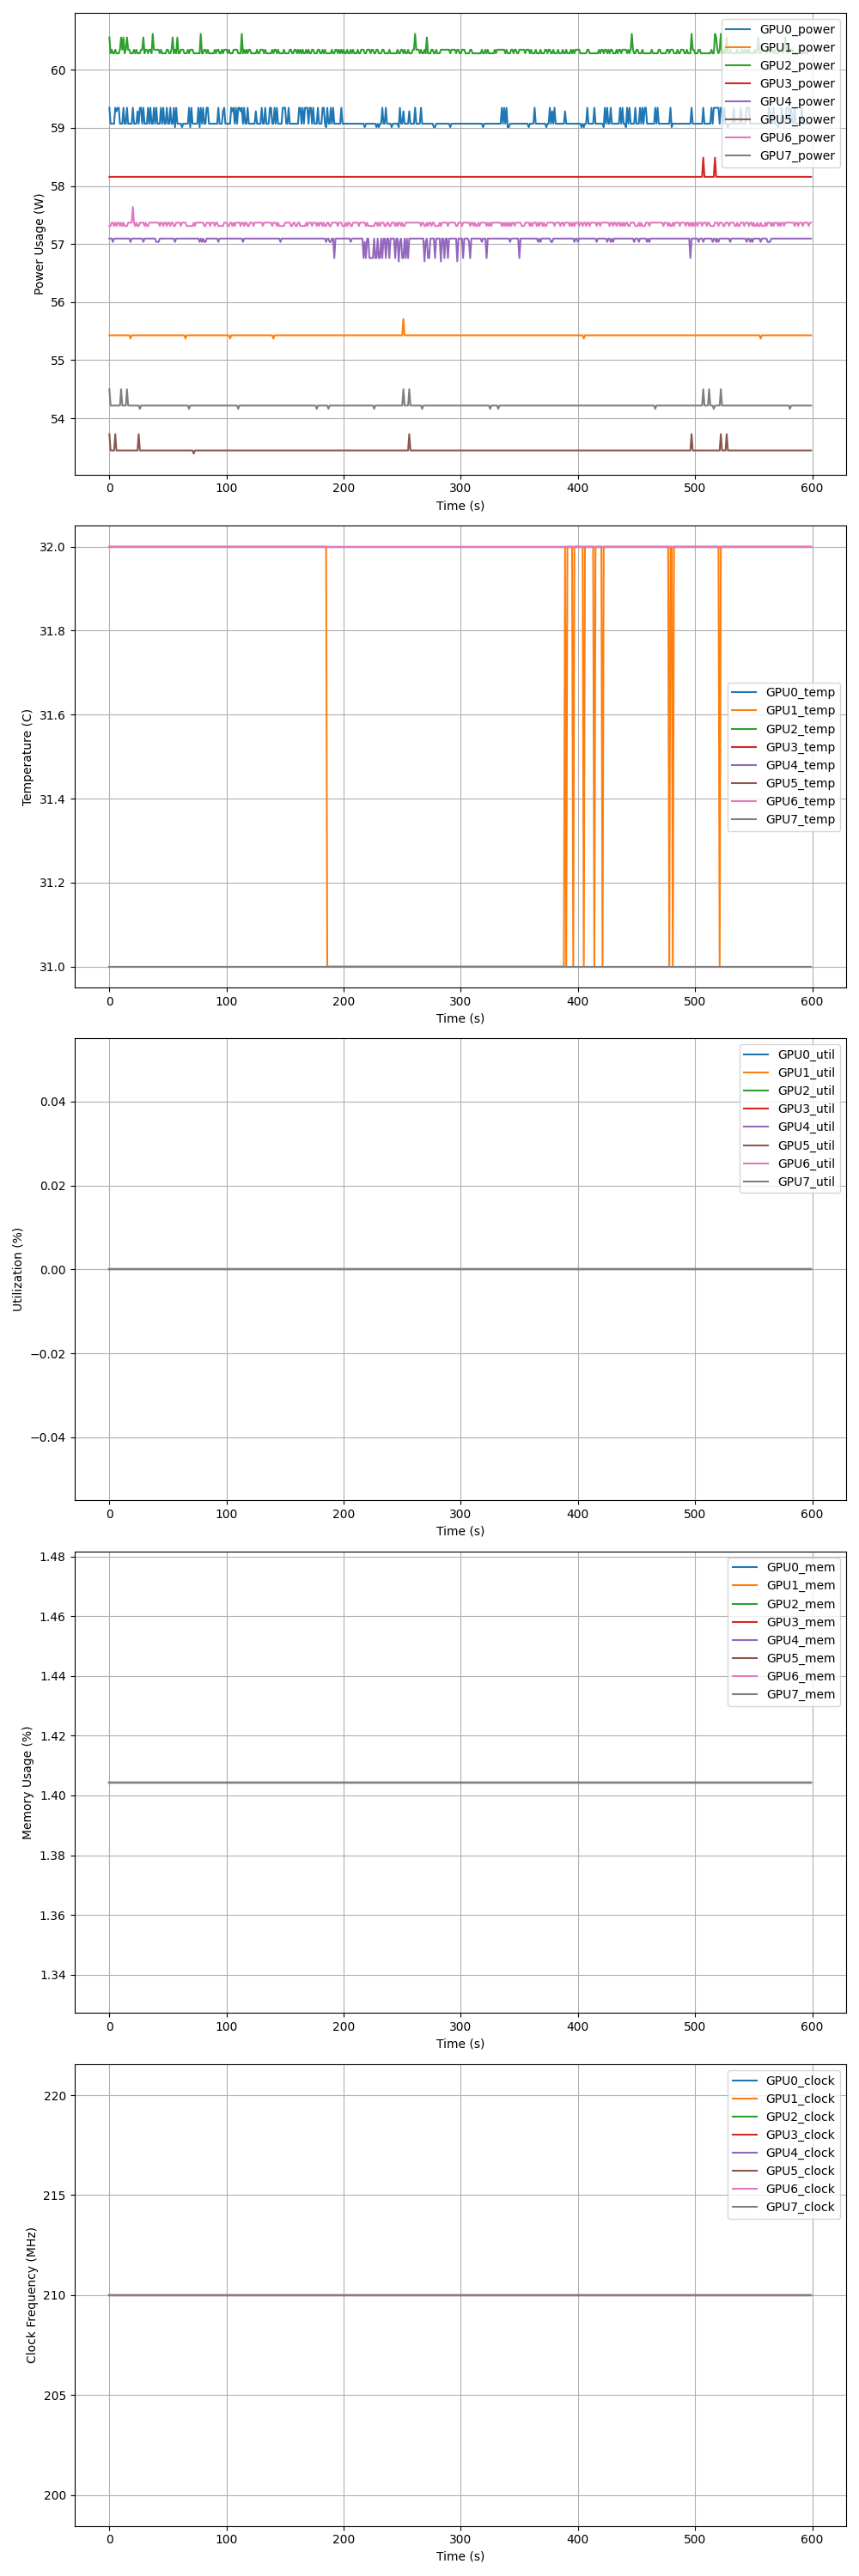 60
59
58
57
56
55
54
Power Usage (W)
GPU0_power
GPU1_power
GPU2_power
GPU3_power
GPU4_power
GPU5_power
GPU6_power
GPU7_power
0 100 200 300 400 500 600
Time (s)
32.0
31.8
31.6
31.4
31.2
31.0
Temperature (C)
GPU0_temp
GPU1_temp
GPU2_temp
GPU3_temp
GPU4_temp
GPU5_temp
GPU6_temp
GPU7_temp
0 100 200 300 400 500 600
Time (s)
0.04
0.02
0.00
−0.02
−0.04
Utilization (%)
GPU0_util
GPU1_util
GPU2_util
GPU3_util
GPU4_util
GPU5_util
GPU6_util
GPU7_util
0 100 200 300 400 500 600
Time (s)
1.48
1.46
1.44
1.42
1.40
1.38
1.36
1.34
Memory Usage (%)
GPU0_mem
GPU1_mem
GPU2_mem
GPU3_mem
GPU4_mem
GPU5_mem
GPU6_mem
GPU7_mem
0 100 200 300 400 500 600
Time (s)
220
215
210
205
200
Clock Frequency (MHz)
GPU0_clock
GPU1_clock
GPU2_clock
GPU3_clock
GPU4_clock
GPU5_clock
GPU6_clock
GPU7_clock
0 100 200 300 400 500 600
Time (s)